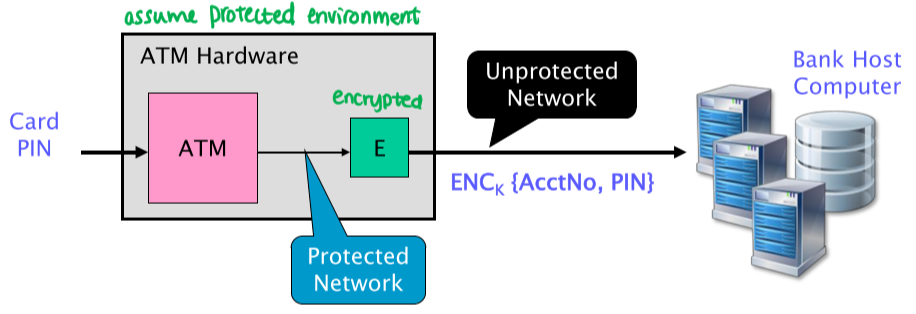 assume protected environment
ATM Hardware
Card
PIN
ATM
encrypted
E
Unprotected
Network
Bank Host
Computer
ENCK {AcctNo, PIN}
Protected
Network